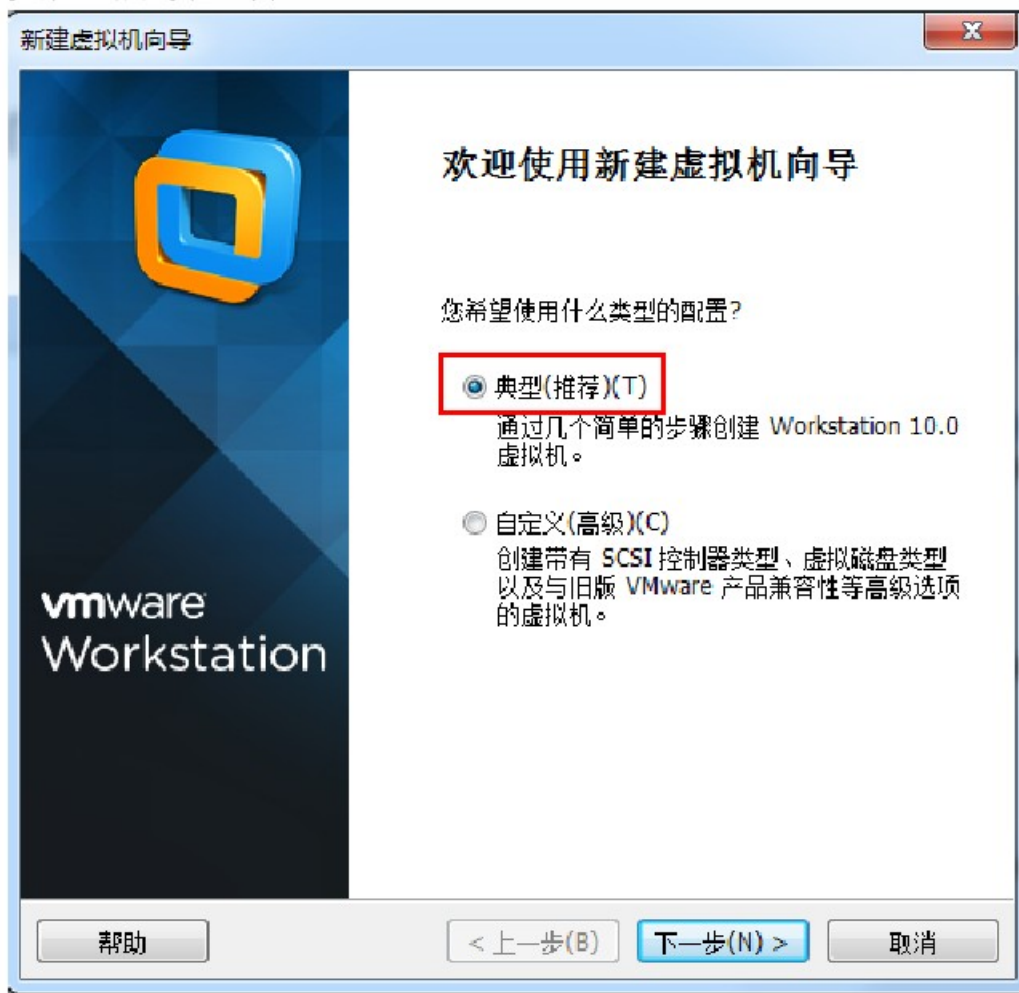 新建虚拟机向导
欢迎使用新建虚拟机向导
您希望使用什么类型的配置?
典型(推荐)(T)
通过几个简单的步骤创建 Workstation 10.0
虚拟机。
自定义(高级)(C)
创建带有 SCSI 控制器类型、虚拟磁盘类型
以及与旧版 VMware 产品兼容性等高级选项
的虚拟机。
vmware
Workstation
帮助
<上一步(B)
下一步(N) >
取消